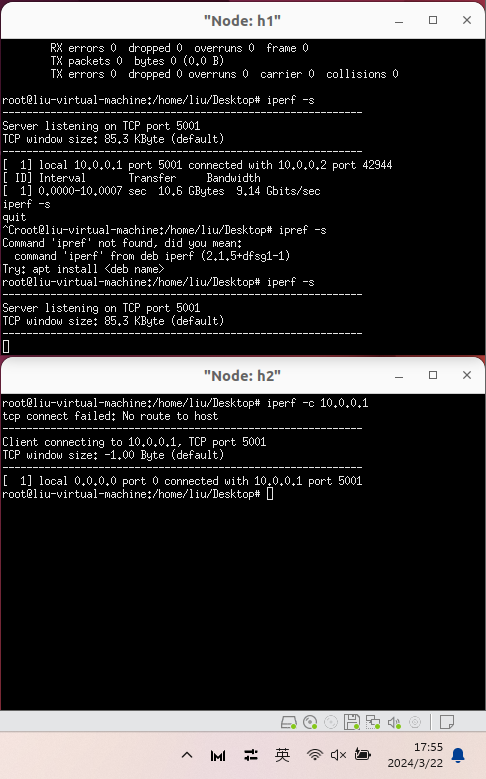 "Node: h1"
RX errors 0  dropped 0  overruns 0  frame 0
TX packets 0  bytes 0 (0.0 B)
TX errors 0  dropped 0 overruns 0  carrier 0  collisions 0
root@liu-virtual-machine:/home/liu/Desktop# iperf -s
------------------------------------------------------------
Server listening on TCP port 5001
TCP window size: 85.3 KByte (default)
------------------------------------------------------------
[  1] local 10.0.0.1 port 5001 connected with 10.0.0.2 port 42944
[ ID] Interval       Transfer     Bandwidth
[  1] 0.0000-10.0007 sec  10.6 GBytes  9.14 Gbits/sec
iperf -s
quit
^Croot@liu-virtual-machine:/home/liu/Desktop# ipref -s
Command 'ipref' not found, did you mean:
  command 'iperf' from deb iperf (2.1.5+dfsg1-1)
Try: apt install <deb name>
root@liu-virtual-machine:/home/liu/Desktop# iperf -s
------------------------------------------------------------
Server listening on TCP port 5001
TCP window size: 85.3 KByte (default)
------------------------------------------------------------
"Node: h2"
root@liu-virtual-machine:/home/liu/Desktop# iperf -c 10.0.0.1
tcp connect failed: No route to host
------------------------------------------------------------
Client connecting to 10.0.0.1, TCP port 5001
TCP window size: -1.00 Byte (default)
------------------------------------------------------------
[  1] local 0.0.0.0 port 0 connected with 10.0.0.1 port 5001
root@liu-virtual-machine:/home/liu/Desktop#
英
17:55
2024/3/22